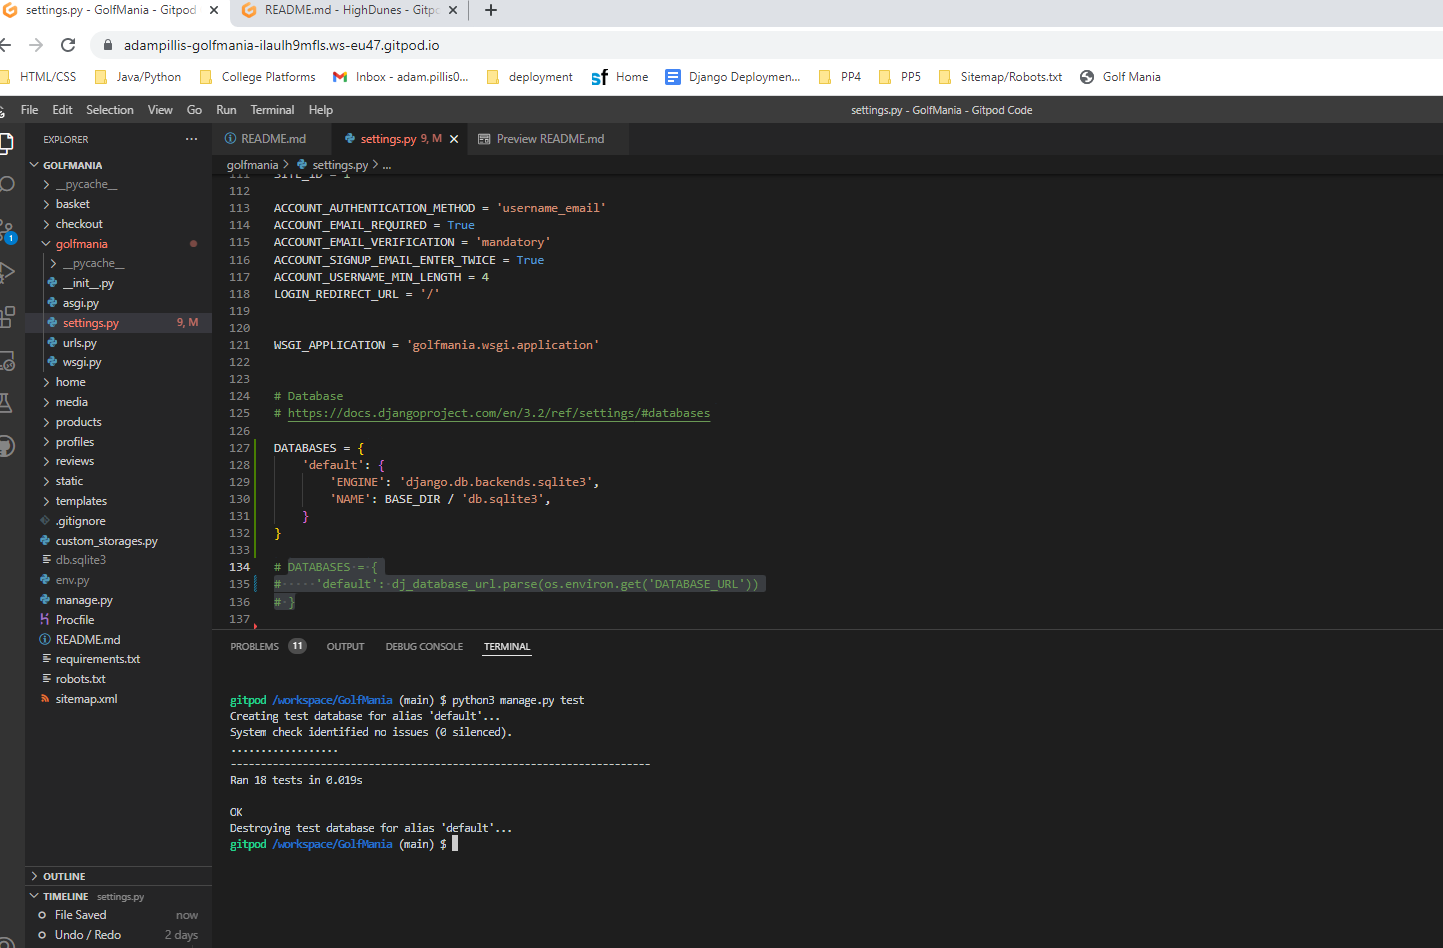 settings.py - GolfMania - Gitpod
README.md - HighDunes - Gitpo
adampillis-golfmania-ilaulh9mfls.ws-eu47.gitpod.io
HTML/CSS Java/Python College Platforms Inbox - adam.pillis0... deployment sf Home Django Deploymen... PP4 PP5 Sitemap/Robots.txt Golf Mania
File Edit Selection View Go Run Terminal Help
settings.py - GolfMania - Gitpod Code
EXPLORER ...
README.md settings.py 9, M Preview README.md
golfmania > settings.py > ...
GOLFMANIA
__pycache__
basket
checkout
golfmania
__pycache__
__init__.py
asgi.py
settings.py 9, M
urls.py
wsgi.py
home
media
products
profiles
reviews
static
templates
.gitignore
custom_storages.py
db.sqlite3
env.py
manage.py
Procfile
README.md
requirements.txt
robots.txt
sitemap.xml
1
111 SITE_ID = 1
112
113 ACCOUNT_AUTHENTICATION_METHOD = 'username_email'
114 ACCOUNT_EMAIL_REQUIRED = True
115 ACCOUNT_EMAIL_VERIFICATION = 'mandatory'
116 ACCOUNT_SIGNUP_EMAIL_ENTER_TWICE = True
117 ACCOUNT_USERNAME_MIN_LENGTH = 4
118 LOGIN_REDIRECT_URL = '/'
119
120
121 WSGI_APPLICATION = 'golfmania.wsgi.application'
122
123
124 # Database
125 # https://docs.djangoproject.com/en/3.2/ref/settings/#databases
126
127 DATABASES = {
128 'default': {
129 'ENGINE': 'django.db.backends.sqlite3',
130 'NAME': BASE_DIR / 'db.sqlite3',
131 }
132 }
133
134 # DATABASES = {
135 # 'default': dj_database_url.parse(os.environ.get('DATABASE_URL'))
136 # }
137
PROBLEMS 11 OUTPUT DEBUG CONSOLE TERMINAL
gitpod /workspace/GolfMania (main) $ python3 manage.py test
Creating test database for alias 'default'...
System check identified no issues (0 silenced).
..................
----------------------------------------------------------------------
Ran 18 tests in 0.019s
OK
Destroying test database for alias 'default'...
gitpod /workspace/GolfMania (main) $
OUTLINE
TIMELINE settings.py
File Saved now
Undo / Redo 2 days